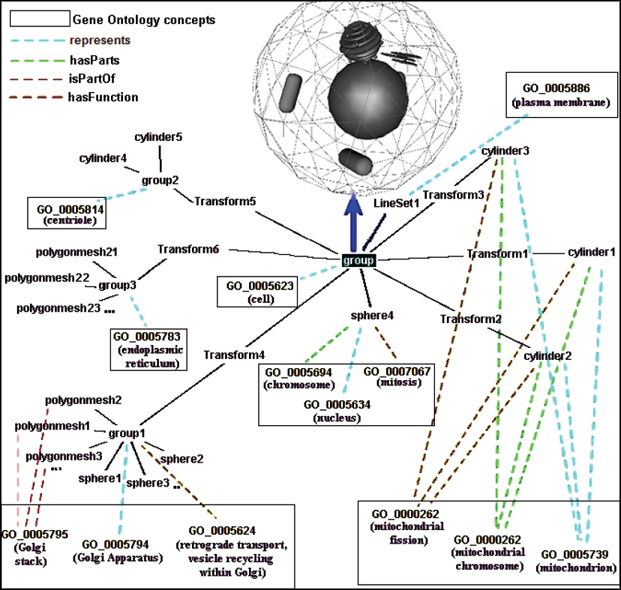 Gene Ontology concepts
represents
hasParts
isPartOf
hasFunction
GO_0005886
(plasma membrane)
cylinder5
cylinder4
group2
cylinder3
Transform5
LineSet1
Transform3
GO_0005814
(centriole)
polygonmesh21
Transform6
group
Transform1
cylinder1
polygonmesh22
group3
polygonmesh23 ...
GO_0005623
(cell)
sphere4
Transform2
GO_0005783
(endoplasmic
reticulum)
Transform4
cylinder2
GO_0005694
(chromosome)
GO_0007067
(mitosis)
GO_0005634
(nucleus)
polygonmesh2
polygonmesh1
group1
polygonmesh3
...
sphere2
sphere1
sphere3 ..
GO_0005795
(Golgi
stack)
GO_0005794
(Golgi Apparatus)
GO_0005624
(retrograde transport,
vesicle recycling
within Golgi)
GO_0000262
(mitochondrial
fission)
GO_0000262
(mitochondrial
chromosome)
GO_0005739
(mitochondrion)